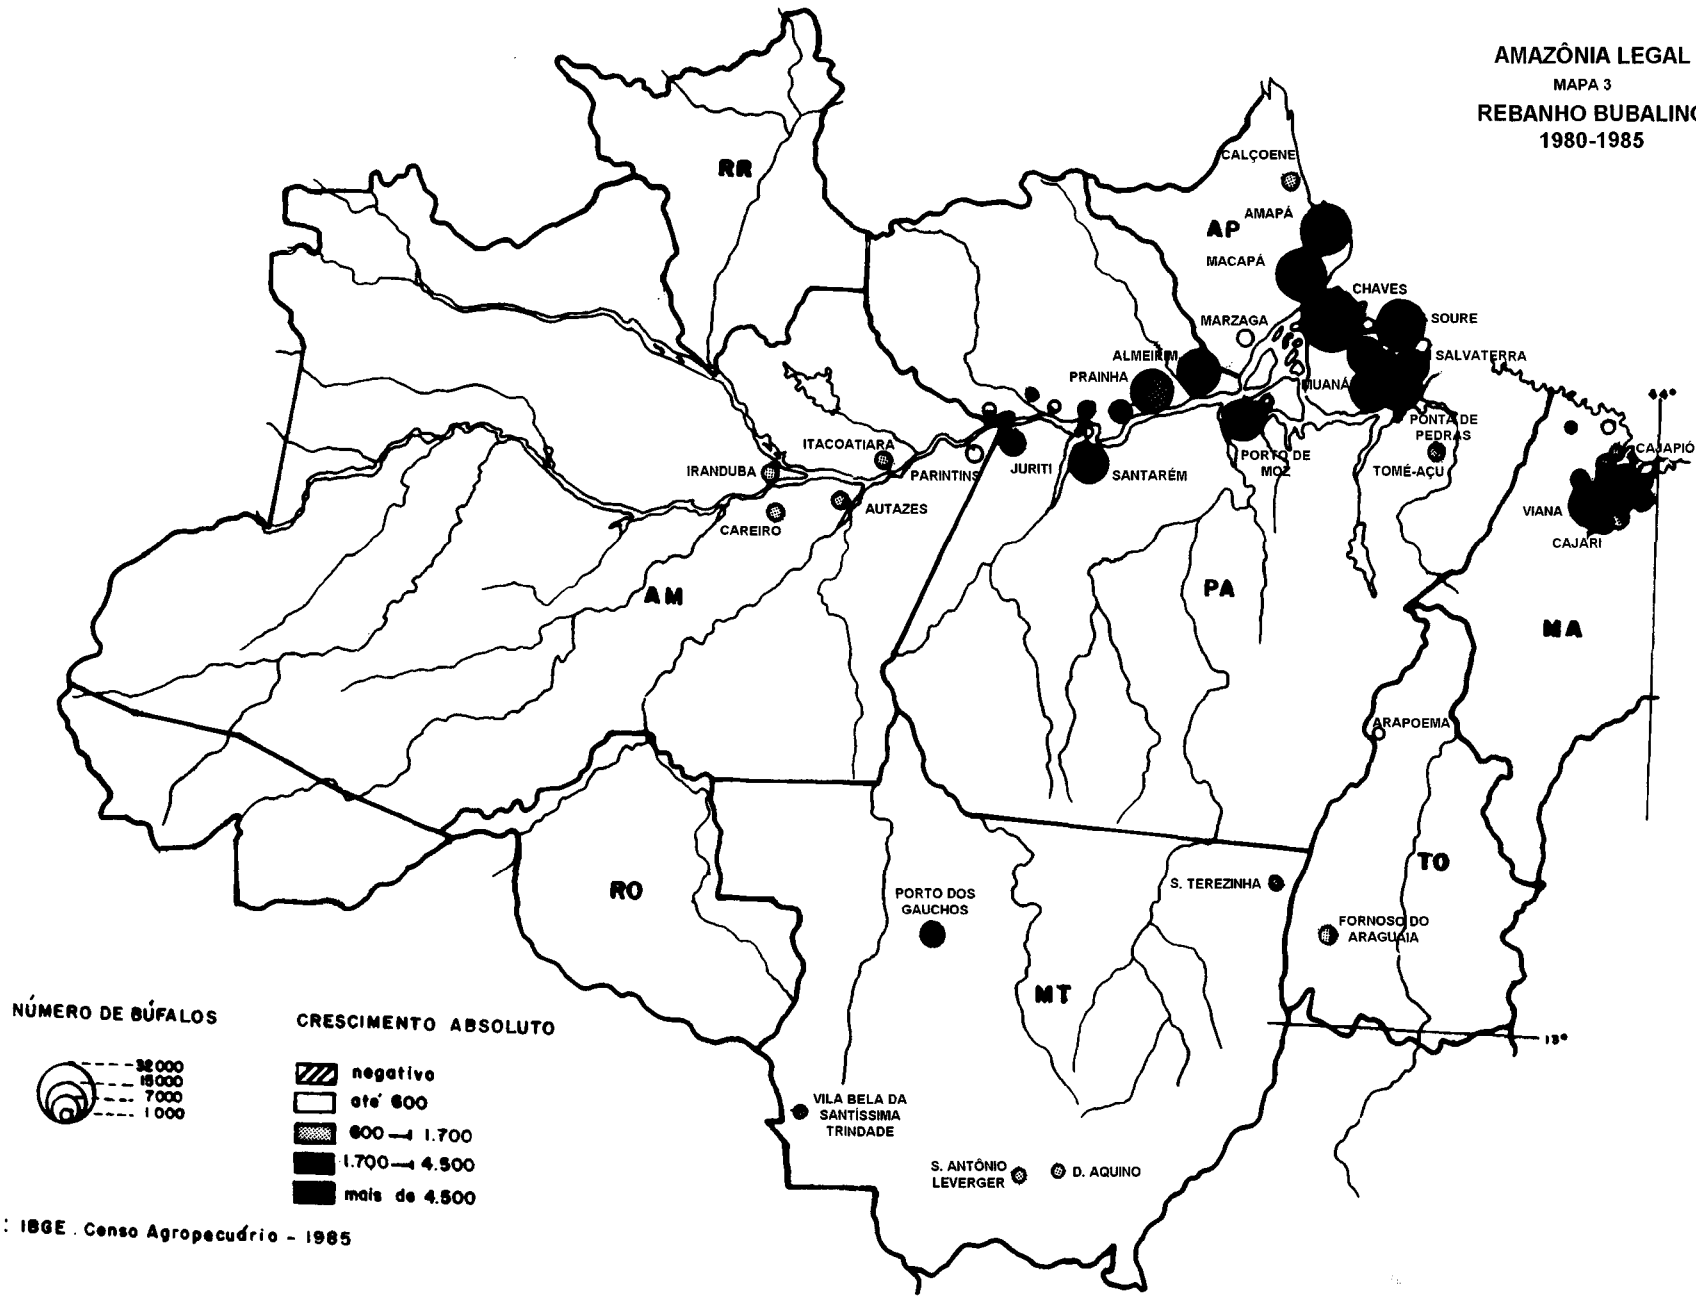 AMAZÔNIA LEGAL
MAPA 3
REBANHO BUBALINO
1980-1985
RR
CALÇOENE
AMAPÁ
AP
MACAPÁ
CHAVES
SOURE
MARZAGA
SALVATERRA
ALMEIRIM
PRAINHA
MUANÁ
44°
PONTA DE
PEDRAS
ITACOATIARA
CAJAPIÓ
IRANDUBA
PARINTINS
JURITI
SANTARÉM
PORTO DE
MOZ
TOMÉ-AÇU
AUTAZES
CAREIRO
VIANA
CAJARI
AM
PA
MA
ARAPOEMA
TO
RO
PORTO DOS
GAUCHOS
S. TEREZINHA
FORNOSO DO
ARAGUAIA
MT
13°
NÚMERO DE BÚFALOS
32000
15000
7000
1000
CRESCIMENTO ABSOLUTO
negativo
até 600
600 ⊣ 1.700
1.700 ⊣ 4.500
mais de 4.500
VILA BELA DA
SANTÍSSIMA
TRINDADE
S. ANTÔNIO
LEVERGER
D. AQUINO
: IBGE . Censo Agropecuário - 1985